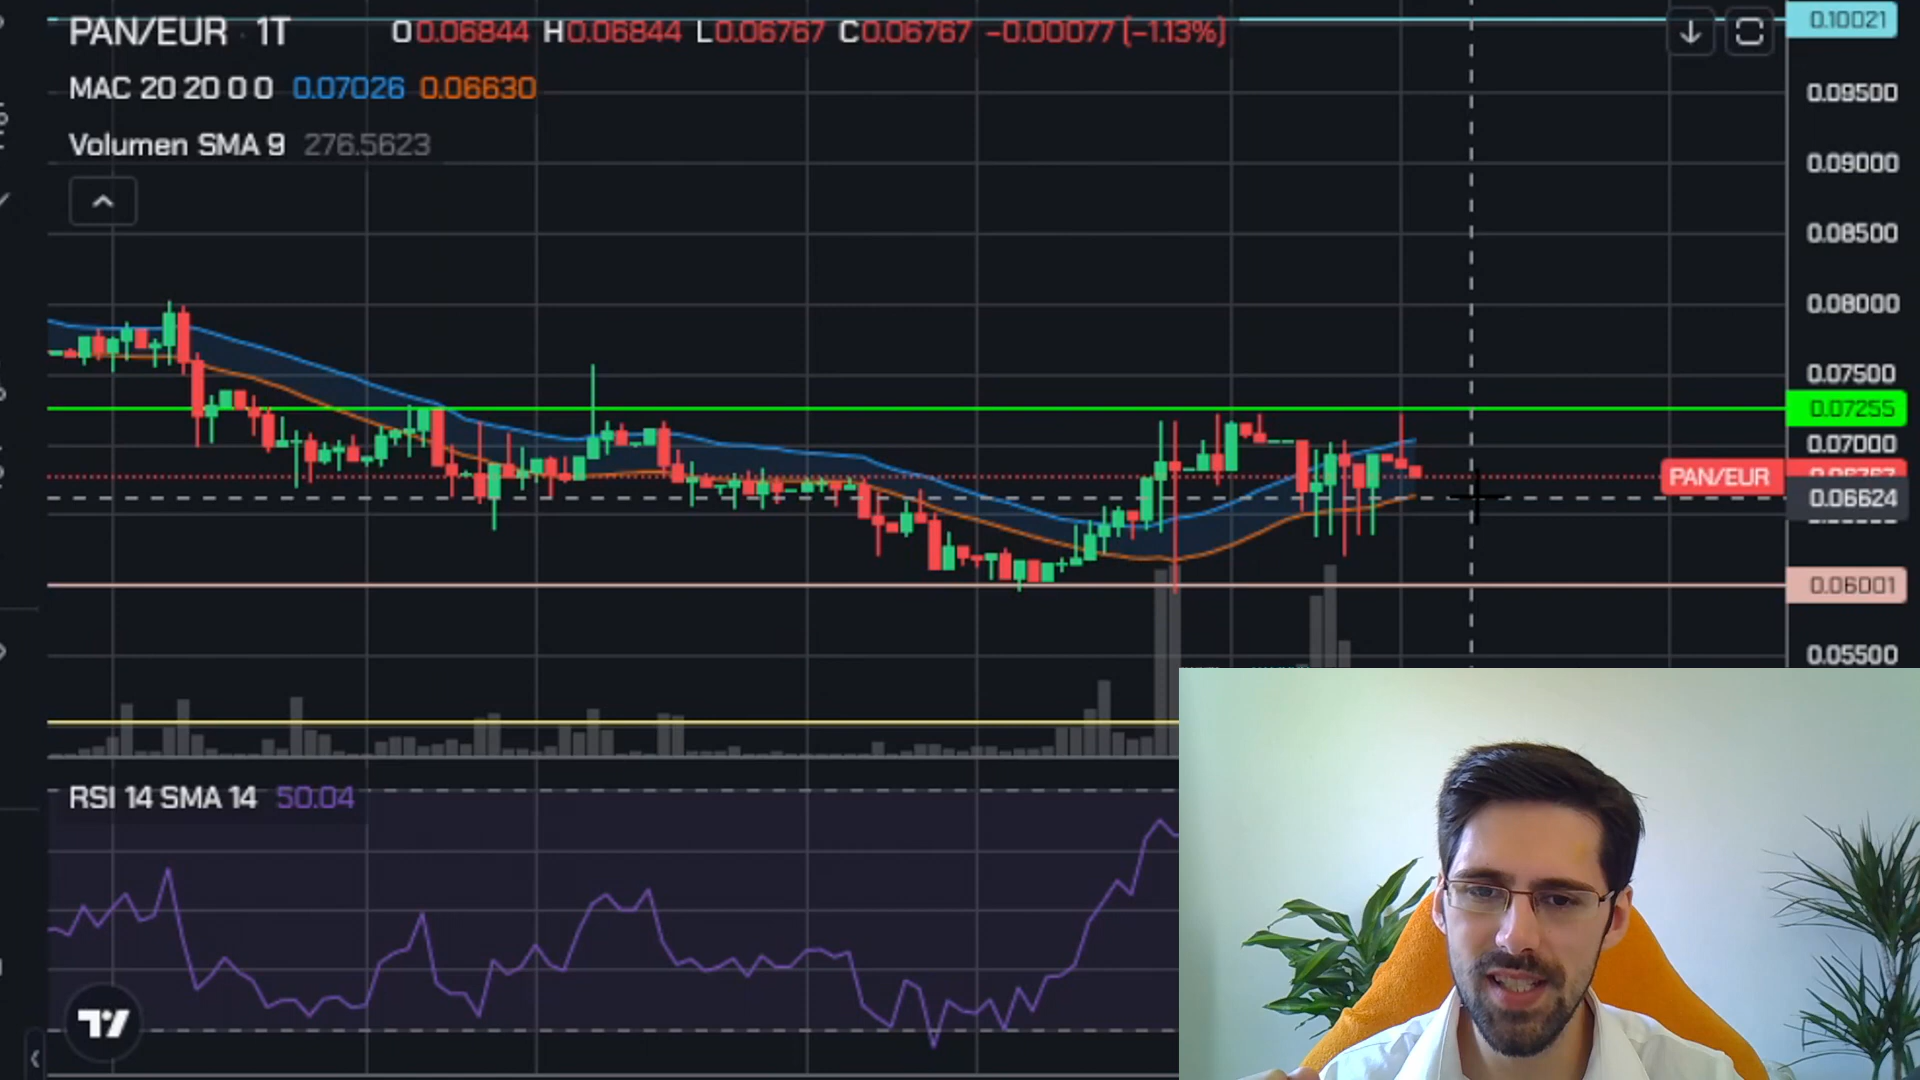 PAN/EUR · 1T O0.06844 H0.06844 L0.06767 C0.06767 −0.00077 (−1.13%)
MAC 20 20 0 0 0.07026 0.06630
Volumen SMA 9 276.5623
0.10021
0.09500
0.09000
0.08500
0.08000
0.07500
0.07255
0.07000
PAN/EUR
0.06624
0.06001
0.05500
RSI 14 SMA 14 50.04